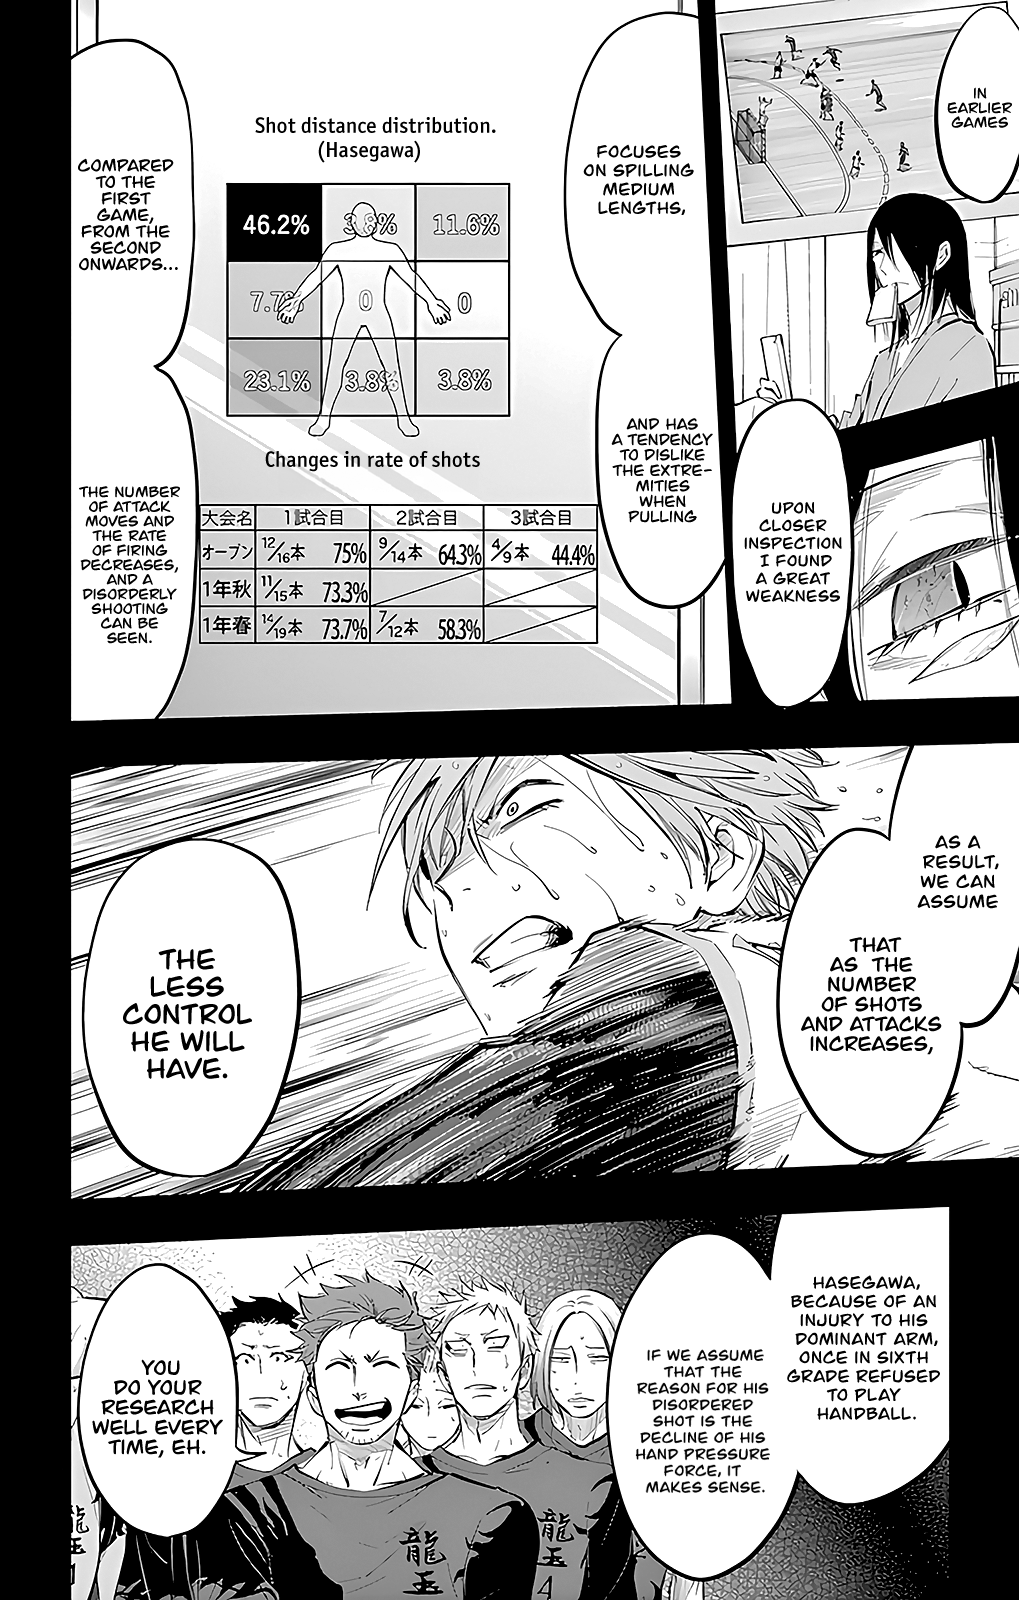 IN
EARLIER
GAMES
UPON
CLOSER
INSPECTION
I FOUND
A GREAT
WEAKNESS
FOCUSES
ON SPILLING
MEDIUM
LENGTHS,
AND HAS
A TENDENCY
TO DISLIKE
THE EXTRE-
MITIES
WHEN
PULLING
Shot distance distribution.
(Hasegawa)
46.2% 3.8% 11.6%
7.7% 0 0
23.1% 3.8% 3.8%
Changes in rate of shots
大会名 1試合目 2試合目 3試合目
オープン 12/16本 75% 9/14本 64.3% 4/9本 44.4%
1年秋 11/15本 73.3%
1年春 14/19本 73.7% 7/12本 58.3%
COMPARED
TO THE
FIRST
GAME,
FROM THE
SECOND
ONWARDS...
THE NUMBER
OF ATTACK
MOVES AND
THE RATE
OF FIRING
DECREASES,
AND A
DISORDERLY
SHOOTING
CAN BE
SEEN.
AS A
RESULT,
WE CAN
ASSUME
THAT
AS THE
NUMBER
OF SHOTS
AND ATTACKS
INCREASES,
THE
LESS
CONTROL
HE WILL
HAVE.
HASEGAWA,
BECAUSE OF AN
INJURY TO HIS
DOMINANT ARM,
ONCE IN SIXTH
GRADE REFUSED
TO PLAY
HANDBALL.
IF WE ASSUME
THAT THE
REASON FOR HIS
DISORDERED
SHOT IS THE
DECLINE OF HIS
HAND PRESSURE
FORCE, IT
MAKES SENSE.
YOU
DO YOUR
RESEARCH
WELL EVERY
TIME, EH.
龍玉
龍玉
4
龍玉